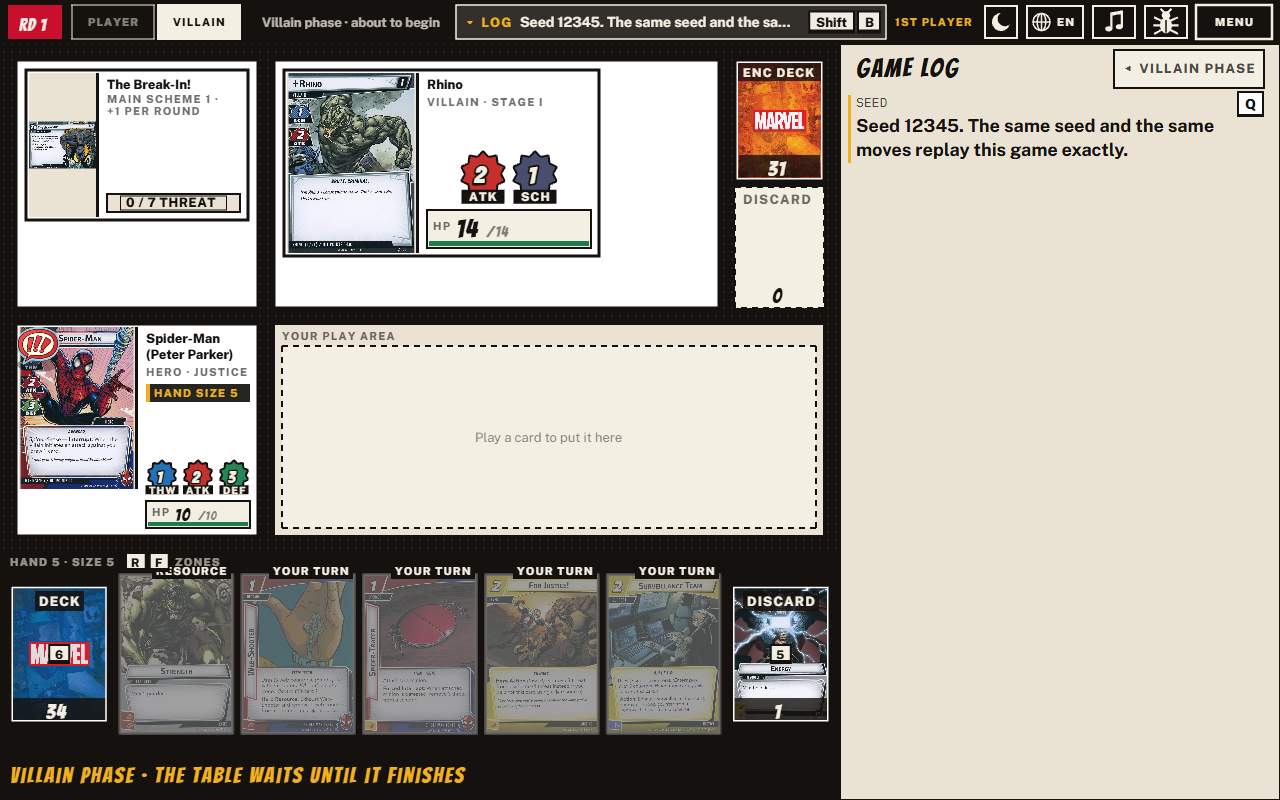 RD 1
PLAYER
VILLAIN
Villain phase · about to begin
LOG Seed 12345. The same seed and the sa...
Shift B
1ST PLAYER
EN
MENU
The Break-In!
MAIN SCHEME 1 ·
+1 PER ROUND
0 / 7 THREAT
Rhino
VILLAIN · STAGE I
2 ATK
1 SCH
HP 14 /14
ENC DECK
MARVEL
31
DISCARD
0
GAME LOG
VILLAIN PHASE
Q
SEED
Seed 12345. The same seed and the same
moves replay this game exactly.
Spider-Man
Spider-Man
(Peter Parker)
HERO · JUSTICE
HAND SIZE 5
1 THW
2 ATK
3 DEF
HP 10 /10
YOUR PLAY AREA
Play a card to put it here
HAND 5 · SIZE 5 R F ZONES
DECK
6
34
RESOURCE
Strength
YOUR TURN
1
Web-Shooter
YOUR TURN
1
Spider-Tracer
YOUR TURN
2
For Justice!
YOUR TURN
2
Surveillance Team
DISCARD
5
Energy
1
VILLAIN PHASE · THE TABLE WAITS UNTIL IT FINISHES